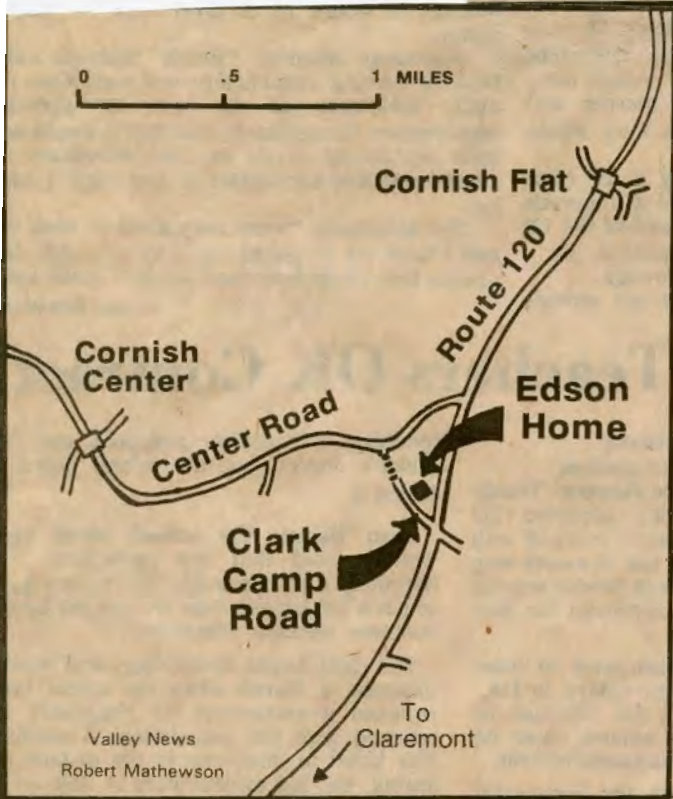 0 .5 1 MILES
Cornish Flat
Route 120
Cornish
Center
Center Road
Edson
Home
Clark
Camp
Road
To
Claremont
Valley News
Robert Mathewson